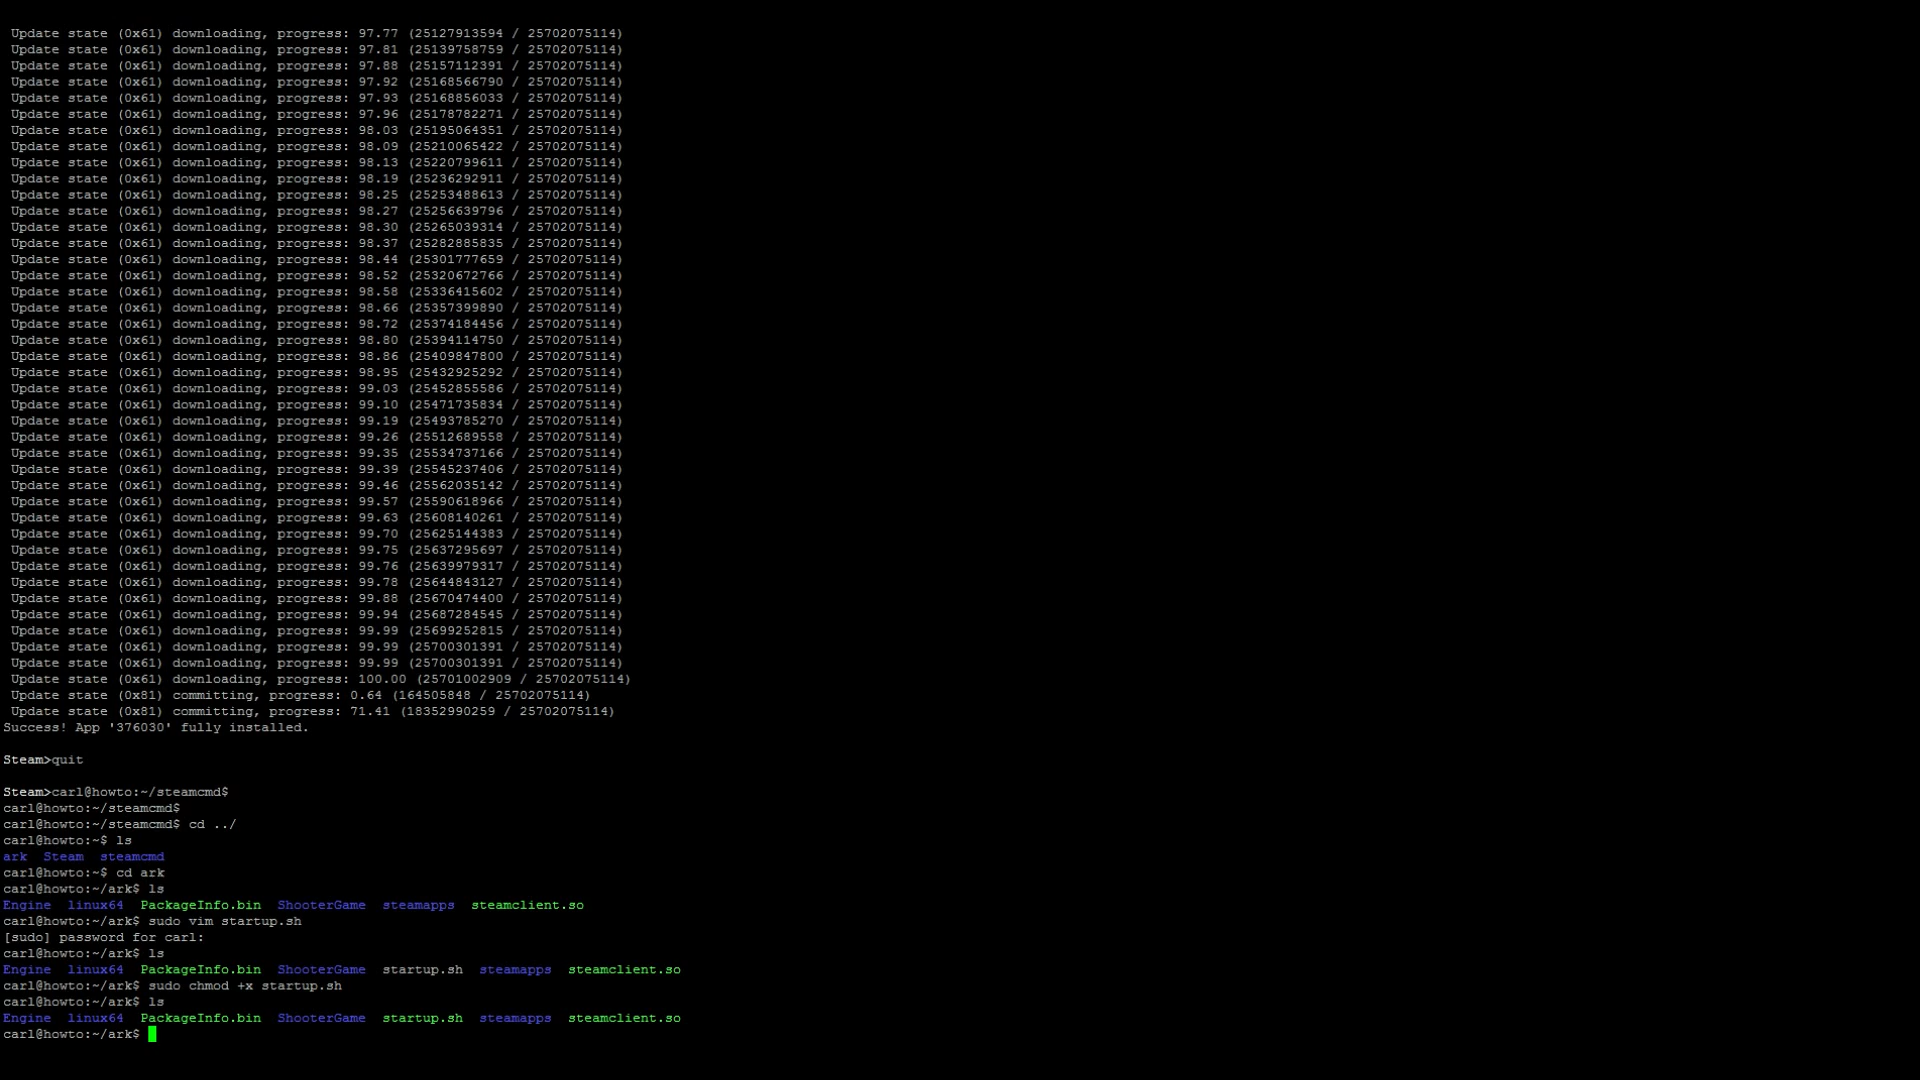 Update state (0x61) downloading, progress: 97.77 (25127913594 / 25702075114)
Update state (0x61) downloading, progress: 97.81 (25139758759 / 25702075114)
Update state (0x61) downloading, progress: 97.88 (25157112391 / 25702075114)
Update state (0x61) downloading, progress: 97.92 (25168566790 / 25702075114)
Update state (0x61) downloading, progress: 97.93 (25168856033 / 25702075114)
Update state (0x61) downloading, progress: 97.96 (25178782271 / 25702075114)
Update state (0x61) downloading, progress: 98.03 (25195064351 / 25702075114)
Update state (0x61) downloading, progress: 98.09 (25210065422 / 25702075114)
Update state (0x61) downloading, progress: 98.13 (25220799611 / 25702075114)
Update state (0x61) downloading, progress: 98.19 (25236292911 / 25702075114)
Update state (0x61) downloading, progress: 98.25 (25253488613 / 25702075114)
Update state (0x61) downloading, progress: 98.27 (25256639796 / 25702075114)
Update state (0x61) downloading, progress: 98.30 (25265039314 / 25702075114)
Update state (0x61) downloading, progress: 98.37 (25282885835 / 25702075114)
Update state (0x61) downloading, progress: 98.44 (25301777659 / 25702075114)
Update state (0x61) downloading, progress: 98.52 (25320672766 / 25702075114)
Update state (0x61) downloading, progress: 98.58 (25336415602 / 25702075114)
Update state (0x61) downloading, progress: 98.66 (25357399890 / 25702075114)
Update state (0x61) downloading, progress: 98.72 (25374184456 / 25702075114)
Update state (0x61) downloading, progress: 98.80 (25394114750 / 25702075114)
Update state (0x61) downloading, progress: 98.86 (25409847800 / 25702075114)
Update state (0x61) downloading, progress: 98.95 (25432925292 / 25702075114)
Update state (0x61) downloading, progress: 99.03 (25452855586 / 25702075114)
Update state (0x61) downloading, progress: 99.10 (25471735834 / 25702075114)
Update state (0x61) downloading, progress: 99.19 (25493785270 / 25702075114)
Update state (0x61) downloading, progress: 99.26 (25512689558 / 25702075114)
Update state (0x61) downloading, progress: 99.35 (25534737166 / 25702075114)
Update state (0x61) downloading, progress: 99.39 (25545237406 / 25702075114)
Update state (0x61) downloading, progress: 99.46 (25562035142 / 25702075114)
Update state (0x61) downloading, progress: 99.57 (25590618966 / 25702075114)
Update state (0x61) downloading, progress: 99.63 (25608140261 / 25702075114)
Update state (0x61) downloading, progress: 99.70 (25625144383 / 25702075114)
Update state (0x61) downloading, progress: 99.75 (25637295697 / 25702075114)
Update state (0x61) downloading, progress: 99.76 (25639979317 / 25702075114)
Update state (0x61) downloading, progress: 99.78 (25644843127 / 25702075114)
Update state (0x61) downloading, progress: 99.88 (25670474400 / 25702075114)
Update state (0x61) downloading, progress: 99.94 (25687284545 / 25702075114)
Update state (0x61) downloading, progress: 99.99 (25699252815 / 25702075114)
Update state (0x61) downloading, progress: 99.99 (25700301391 / 25702075114)
Update state (0x61) downloading, progress: 99.99 (25700301391 / 25702075114)
Update state (0x61) downloading, progress: 100.00 (25701002909 / 25702075114)
Update state (0x81) committing, progress: 0.64 (164505848 / 25702075114)
Update state (0x81) committing, progress: 71.41 (18352990259 / 25702075114)
Success! App '376030' fully installed.
Steam>quit
Steam>carl@howto:~/steamcmd$
carl@howto:~/steamcmd$
carl@howto:~/steamcmd$ cd ../
carl@howto:~$ ls
ark Steam steamcmd
carl@howto:~$ cd ark
carl@howto:~/ark$ ls
Engine linux64 PackageInfo.bin ShooterGame steamapps steamclient.so
carl@howto:~/ark$ sudo vim startup.sh
[sudo] password for carl:
carl@howto:~/ark$ ls
Engine linux64 PackageInfo.bin ShooterGame startup.sh steamapps steamclient.so
carl@howto:~/ark$ sudo chmod +x startup.sh
carl@howto:~/ark$ ls
Engine linux64 PackageInfo.bin ShooterGame startup.sh steamapps steamclient.so
carl@howto:~/ark$